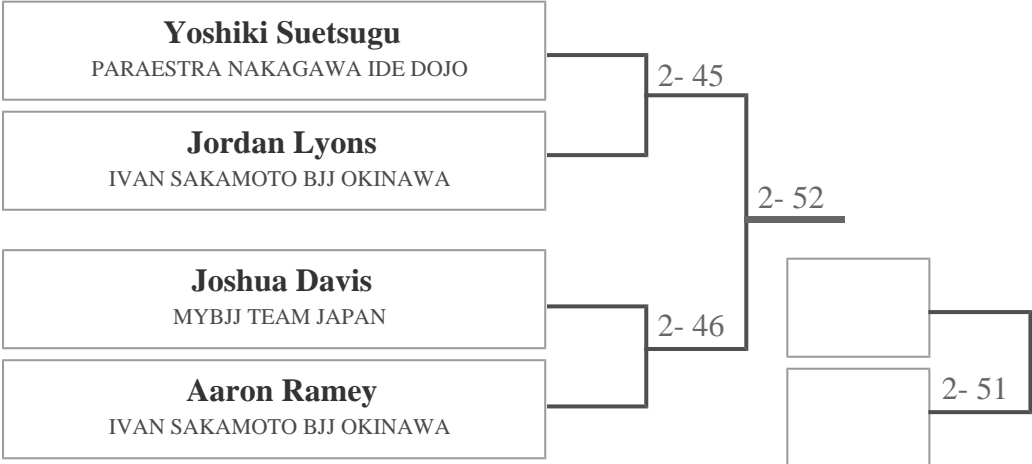 Yoshiki Suetsugu
PARAESTRA NAKAGAWA IDE DOJO
2- 45
Jordan Lyons
IVAN SAKAMOTO BJJ OKINAWA
2- 52
Joshua Davis
MYBJJ TEAM JAPAN
2- 46
Aaron Ramey
IVAN SAKAMOTO BJJ OKINAWA
2- 51